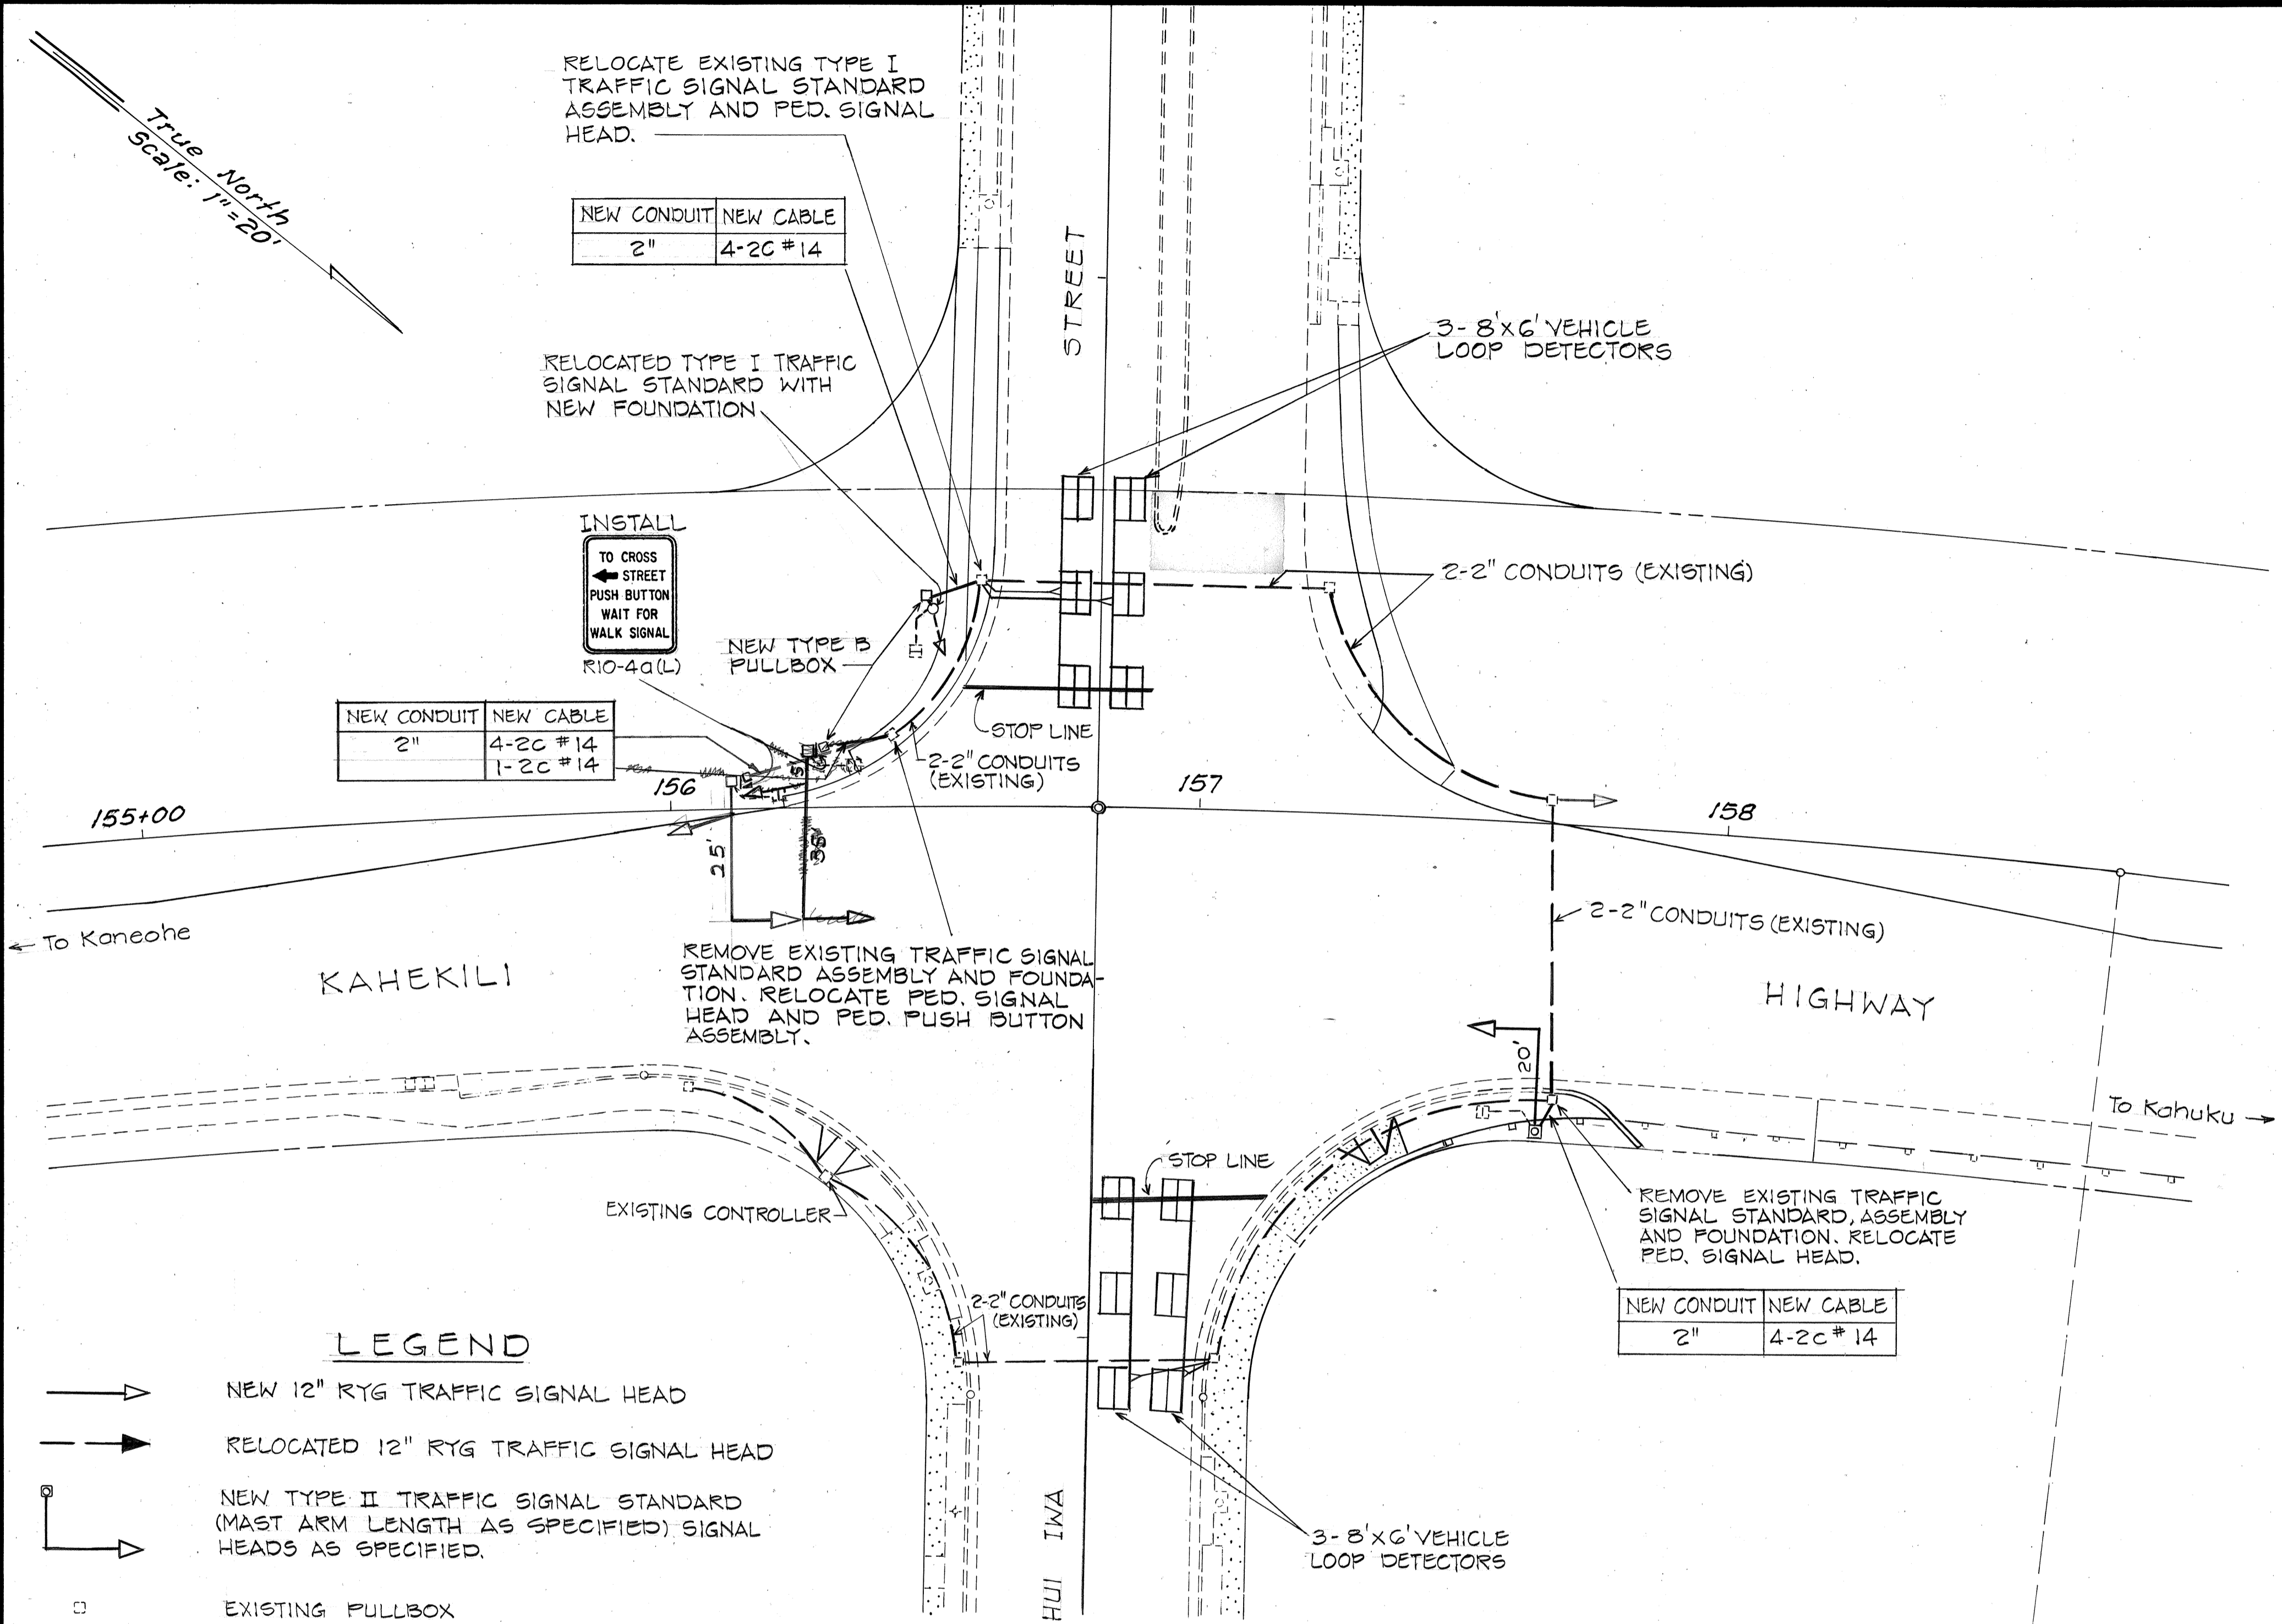 True North
Scale: 1"=20'
RELOCATE EXISTING TYPE I
TRAFFIC SIGNAL STANDARD
ASSEMBLY AND PED. SIGNAL
HEAD.
NEW CONDUIT NEW CABLE
2" 4-2C #14
RELOCATED TYPE I TRAFFIC
SIGNAL STANDARD WITH
NEW FOUNDATION
STREET
3- 8'X6' VEHICLE
LOOP DETECTORS
INSTALL
TO CROSS
STREET
PUSH BUTTON
WAIT FOR
WALK SIGNAL
R10-4a(L)
NEW TYPE B
PULLBOX
2-2" CONDUITS (EXISTING)
NEW CONDUIT NEW CABLE
2" 4-2C #14
1-2C #14
STOP LINE
2-2" CONDUITS
(EXISTING)
155+00
156
157
158
25'
To Kaneohe
KAHEKILI
2-2" CONDUITS (EXISTING)
HIGHWAY
REMOVE EXISTING TRAFFIC SIGNAL
STANDARD ASSEMBLY AND FOUNDA-
TION. RELOCATE PED. SIGNAL
HEAD AND PED. PUSH BUTTON
ASSEMBLY.
20'
To Kahuku
STOP LINE
EXISTING CONTROLLER
REMOVE EXISTING TRAFFIC
SIGNAL STANDARD, ASSEMBLY
AND FOUNDATION. RELOCATE
PED. SIGNAL HEAD.
2-2" CONDUITS
(EXISTING)
NEW CONDUIT NEW CABLE
2" 4-2C #14
LEGEND
NEW 12" RYG TRAFFIC SIGNAL HEAD
RELOCATED 12" RYG TRAFFIC SIGNAL HEAD
NEW TYPE II TRAFFIC SIGNAL STANDARD
(MAST ARM LENGTH AS SPECIFIED) SIGNAL
HEADS AS SPECIFIED.
EXISTING PULLBOX
HUI IWA
3- 8'X6' VEHICLE
LOOP DETECTORS